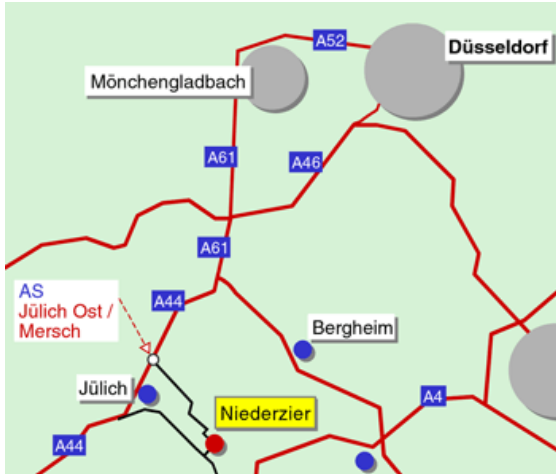 A52
Düsseldorf
Mönchengladbach
A61
A46
A61
AS
Jülich Ost /
Mersch
A44
Bergheim
Jülich
Niederzier
A4
A44